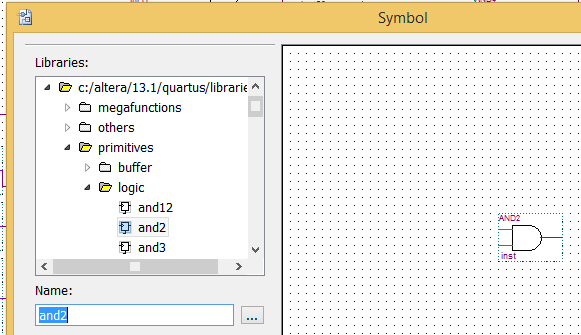 Symbol
Libraries:
c:/altera/13.1/quartus/librarie
megafunctions
others
primitives
buffer
logic
and12
and2
and3
Name:
and2
...
AND2
inst